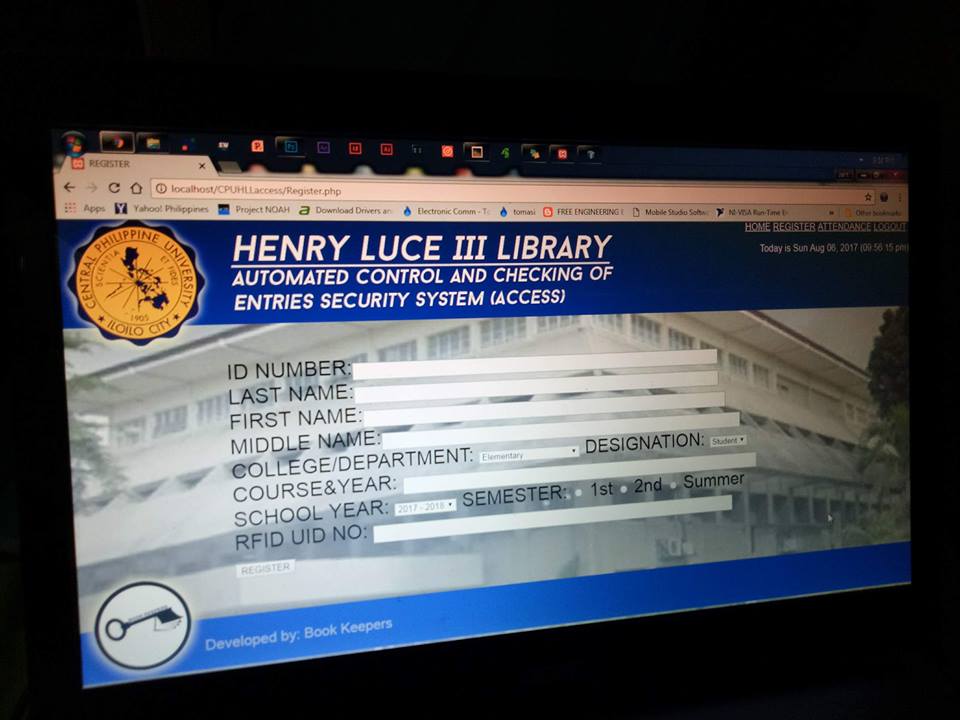 REGISTER
localhost/CPUHLLaccess/Register.php
Apps Yahoo! Philippines Project NOAH Download Drivers an Electronic Comm - To tomasi FREE ENGINEERING E Mobile Studio Softw NI-VISA Run-Time E » Other bookmarks
HOME REGISTER ATTENDANCE LOGOUT
Today is Sun Aug 06, 2017 (09:56:15 pm)
CENTRAL PHILIPPINE UNIVERSITY
SCIENTIA ET FIDES
1905
ILOILO CITY
HENRY LUCE III LIBRARY
AUTOMATED CONTROL AND CHECKING OF
ENTRIES SECURITY SYSTEM (ACCESS)
ID NUMBER:
LAST NAME:
FIRST NAME:
MIDDLE NAME:
COLLEGE/DEPARTMENT: Elementary DESIGNATION: Student
COURSE&YEAR:
SCHOOL YEAR: 2017 - 2018 SEMESTER: 1st 2nd Summer
RFID UID NO:
REGISTER
Developed by: Book Keepers